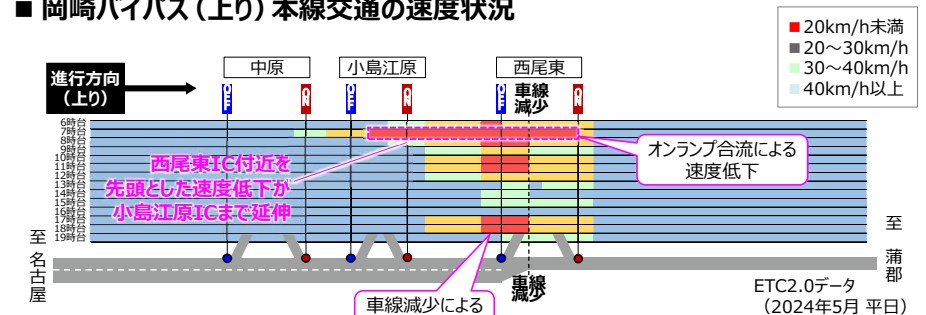 ■ 岡崎バイパス（上り）本線交通の速度状況
■20km/h未満
■20～30km/h
■30～40km/h
■40km/h以上
進行方向
（上り）
中原
小島江原
西尾東
OFF
ON
OFF
ON
OFF
車線
減少
ON
6時台
7時台
8時台
9時台
10時台
11時台
12時台
13時台
14時台
15時台
16時台
17時台
18時台
19時台
西尾東IC付近を
先頭とした速度低下が
小島江原ICまで延伸
オンランプ合流による
速度低下
至
名古屋
至
蒲郡
車線
減少
車線減少による
ETC2.0データ
（2024年5月 平日）